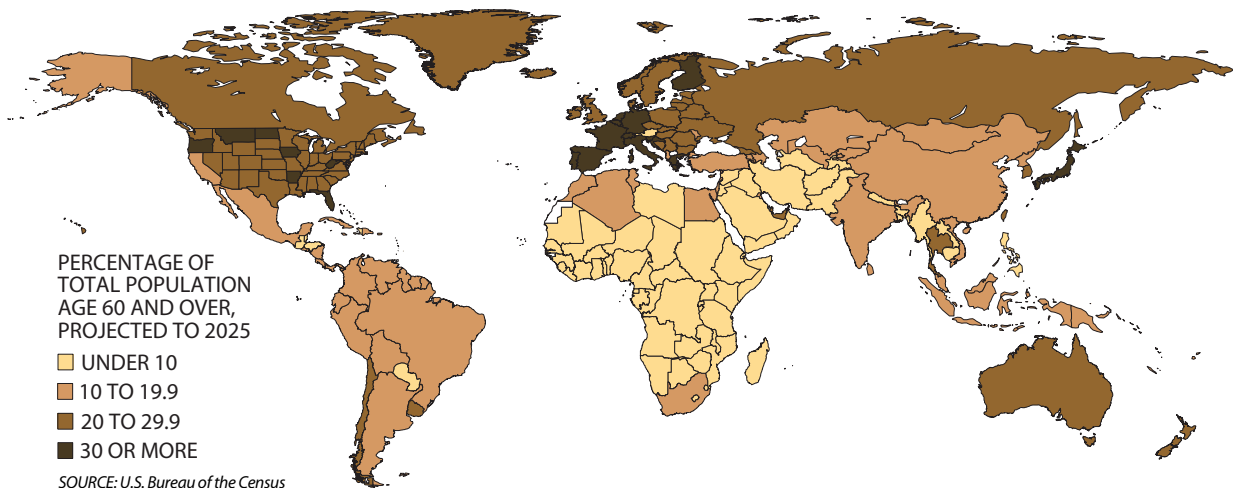 PERCENTAGE OF
TOTAL POPULATION
AGE 60 AND OVER,
PROJECTED TO 2025
UNDER 10
10 TO 19.9
20 TO 29.9
30 OR MORE
SOURCE: U.S. Bureau of the Census